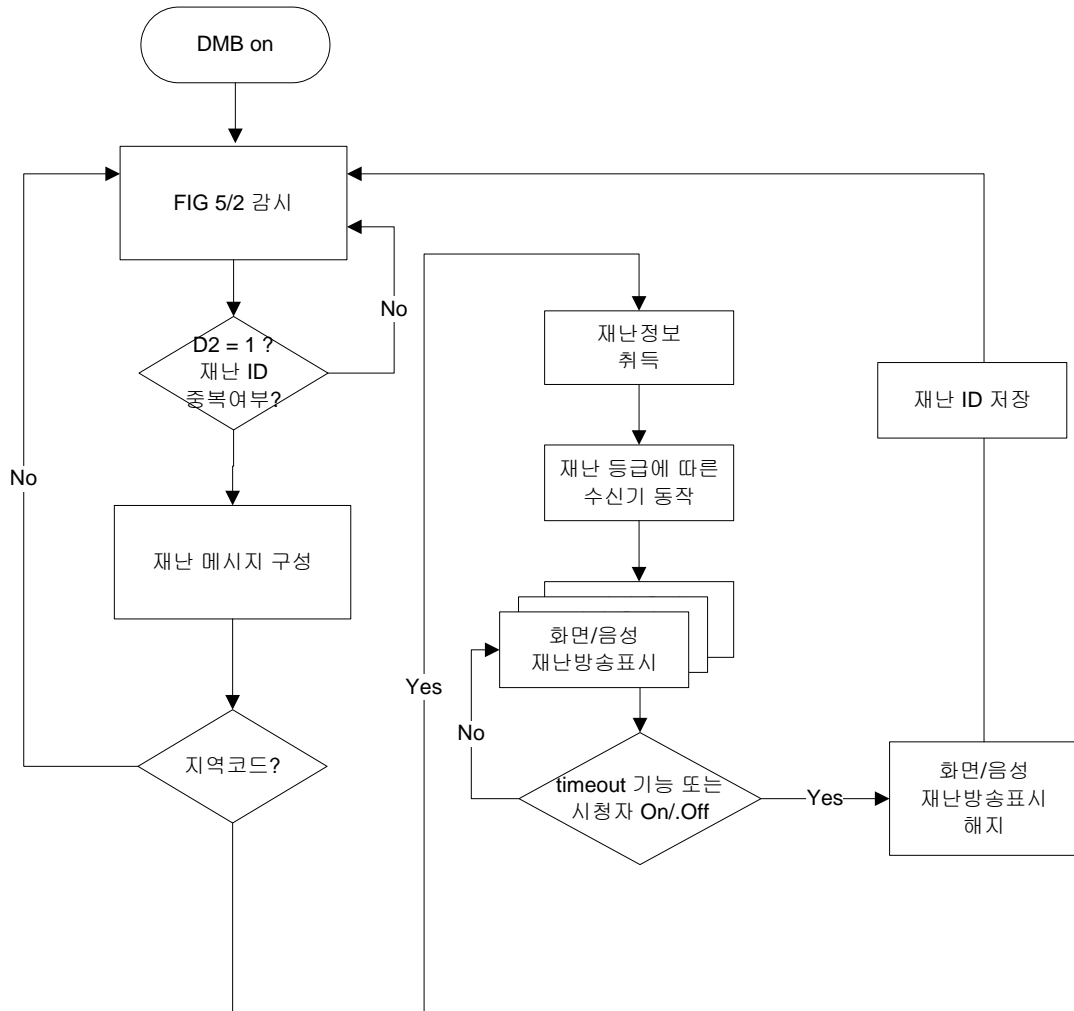 DMB on
FIG 5/2 감시
No
D2 = 1 ?
재난 ID
중복여부?
No
재난 메시지 구성
지역코드?
Yes
재난정보
취득
재난 등급에 따른
수신기 동작
화면/음성
재난방송표시
No
timeout 기능 또는
시청자 On/.Off
Yes
화면/음성
재난방송표시
해지
재난 ID 저장